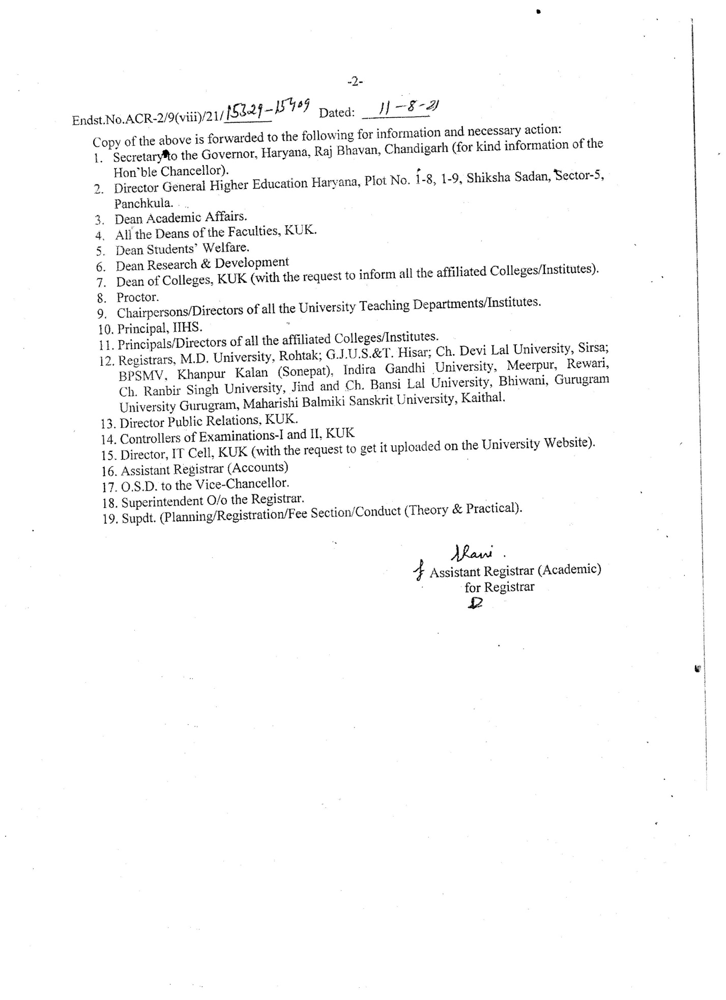 -2-
Endst.No.ACR-2/9(viii)/21/15329-15409 Dated: 11-8-21
Copy of the above is forwarded to the following for information and necessary action:
1. Secretary to the Governor, Haryana, Raj Bhavan, Chandigarh (for kind information of the
Hon'ble Chancellor).
2. Director General Higher Education Haryana, Plot No. 1-8, 1-9, Shiksha Sadan, Sector-5,
Panchkula.
3. Dean Academic Affairs.
4. All the Deans of the Faculties, KUK.
5. Dean Students' Welfare.
6. Dean Research & Development
7. Dean of Colleges, KUK (with the request to inform all the affiliated Colleges/Institutes).
8. Proctor.
9. Chairpersons/Directors of all the University Teaching Departments/Institutes.
10. Principal, IIHS.
11. Principals/Directors of all the affiliated Colleges/Institutes.
12. Registrars, M.D. University, Rohtak; G.J.U.S.&T. Hisar; Ch. Devi Lal University, Sirsa;
BPSMV, Khanpur Kalan (Sonepat), Indira Gandhi University, Meerpur, Rewari,
Ch. Ranbir Singh University, Jind and Ch. Bansi Lal University, Bhiwani, Gurugram
University Gurugram, Maharishi Balmiki Sanskrit University, Kaithal.
13. Director Public Relations, KUK.
14. Controllers of Examinations-I and II, KUK
15. Director, IT Cell, KUK (with the request to get it uploaded on the University Website).
16. Assistant Registrar (Accounts)
17. O.S.D. to the Vice-Chancellor.
18. Superintendent O/o the Registrar.
19. Supdt. (Planning/Registration/Fee Section/Conduct (Theory & Practical).
Assistant Registrar (Academic)
for Registrar